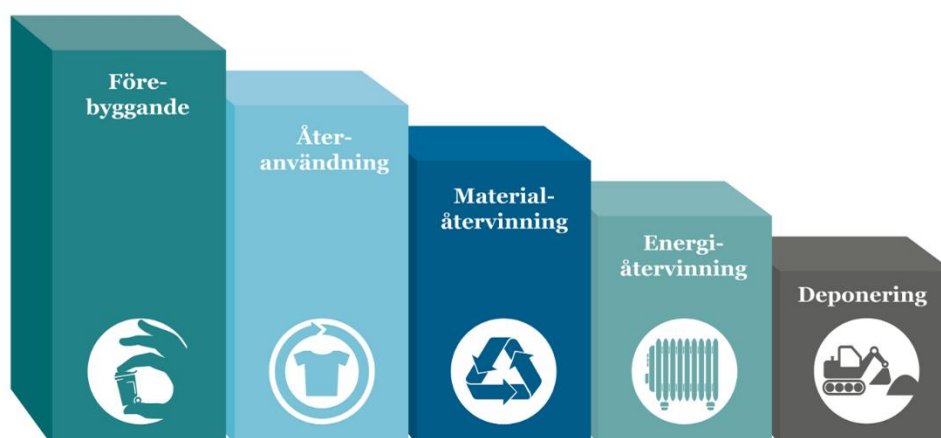 Före-
byggande
Åter-
användning
Material-
återvinning
Energi-
återvinning
Deponering